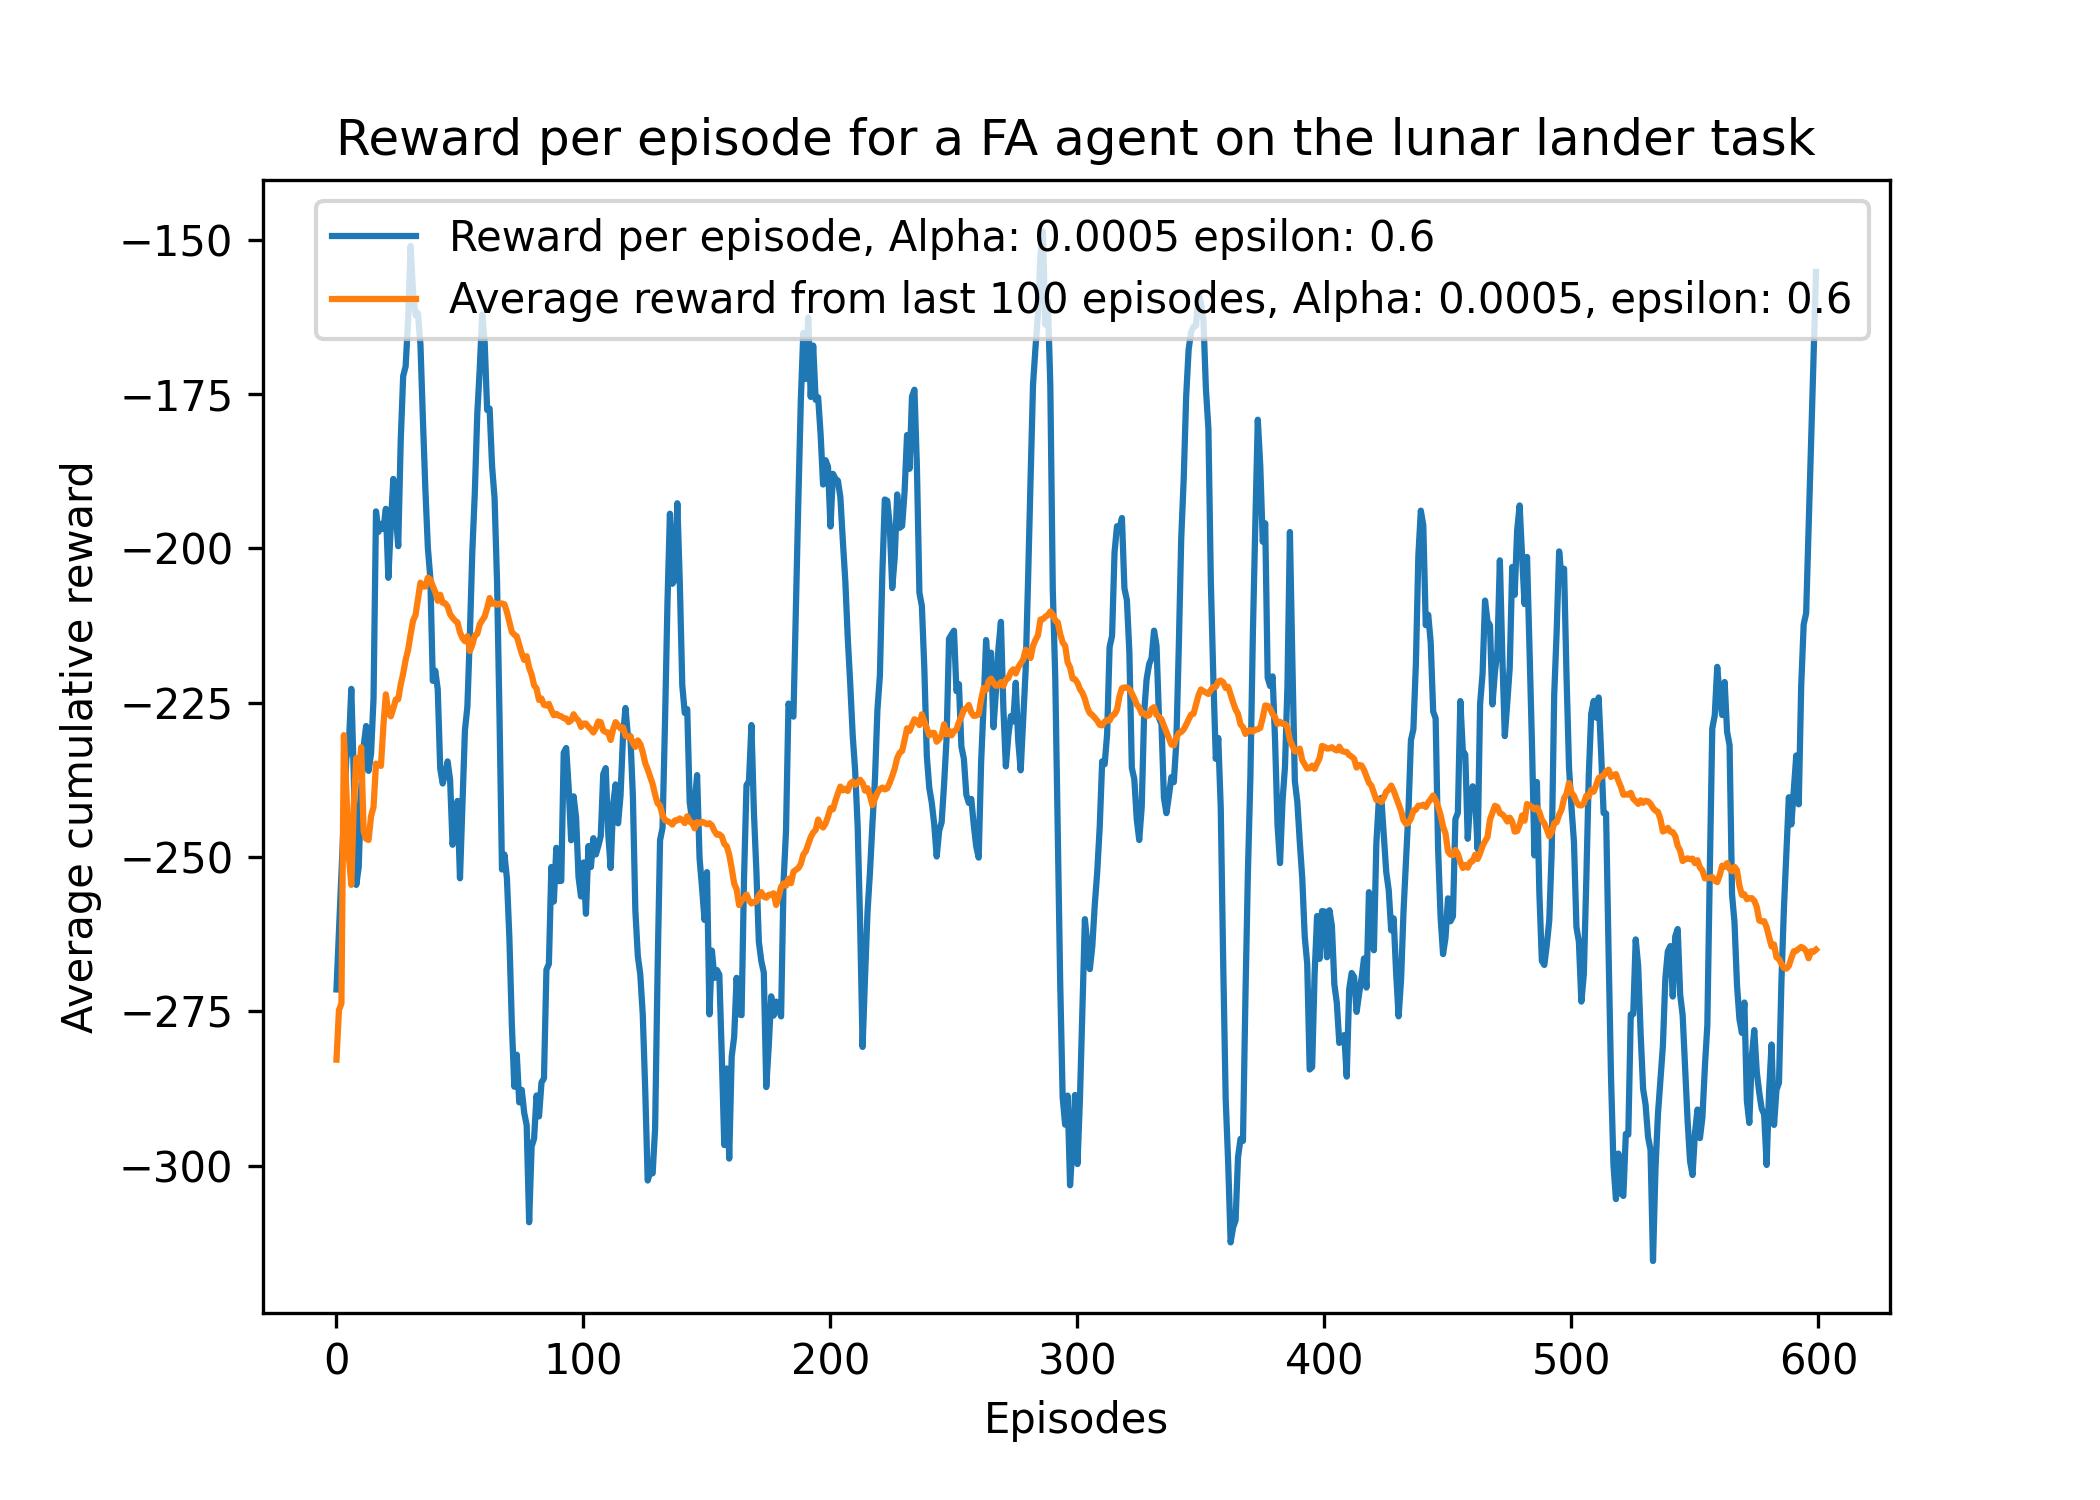 Reward per episode for a FA agent on the lunar lander task
Reward per episode, Alpha: 0.0005 epsilon: 0.6
Average reward from last 100 episodes, Alpha: 0.0005, epsilon: 0.6
Average cumulative reward
−150
−175
−200
−225
−250
−275
−300
0 100 200 300 400 500 600
Episodes